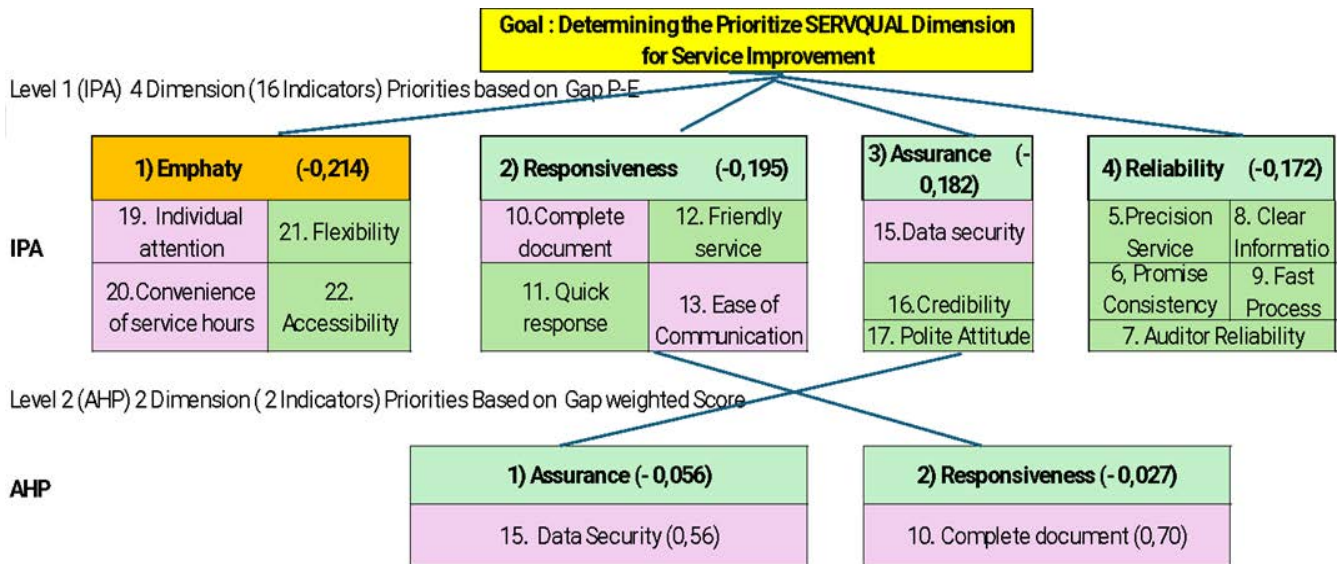 Goal : Determining the Prioritize SERVQUAL Dimension
for Service Improvement
Level 1 (IPA) 4 Dimension (16 Indicators) Priorities based on Gap P-E
1) Emphaty (-0,214)
2) Responsiveness (-0,195)
3) Assurance (-
0,182)
4) Reliability (-0,172)
IPA
19. Individual
attention
21. Flexibility
20.Convenience
of service hours
22.
Accessibility
10.Complete
document
12. Friendly
service
11. Quick
response
13. Ease of
Communication
15.Data security
16.Credibility
17. Polite Attitude
5.Precision
Service
8. Clear
Informatio
6, Promise
Consistency
9. Fast
Process
7. Auditor Reliability
Level 2 (AHP) 2 Dimension ( 2 Indicators) Priorities Based on Gap weighted Score
AHP
1) Assurance (- 0,056)
2) Responsiveness (- 0,027)
15. Data Security (0,56)
10. Complete document (0,70)